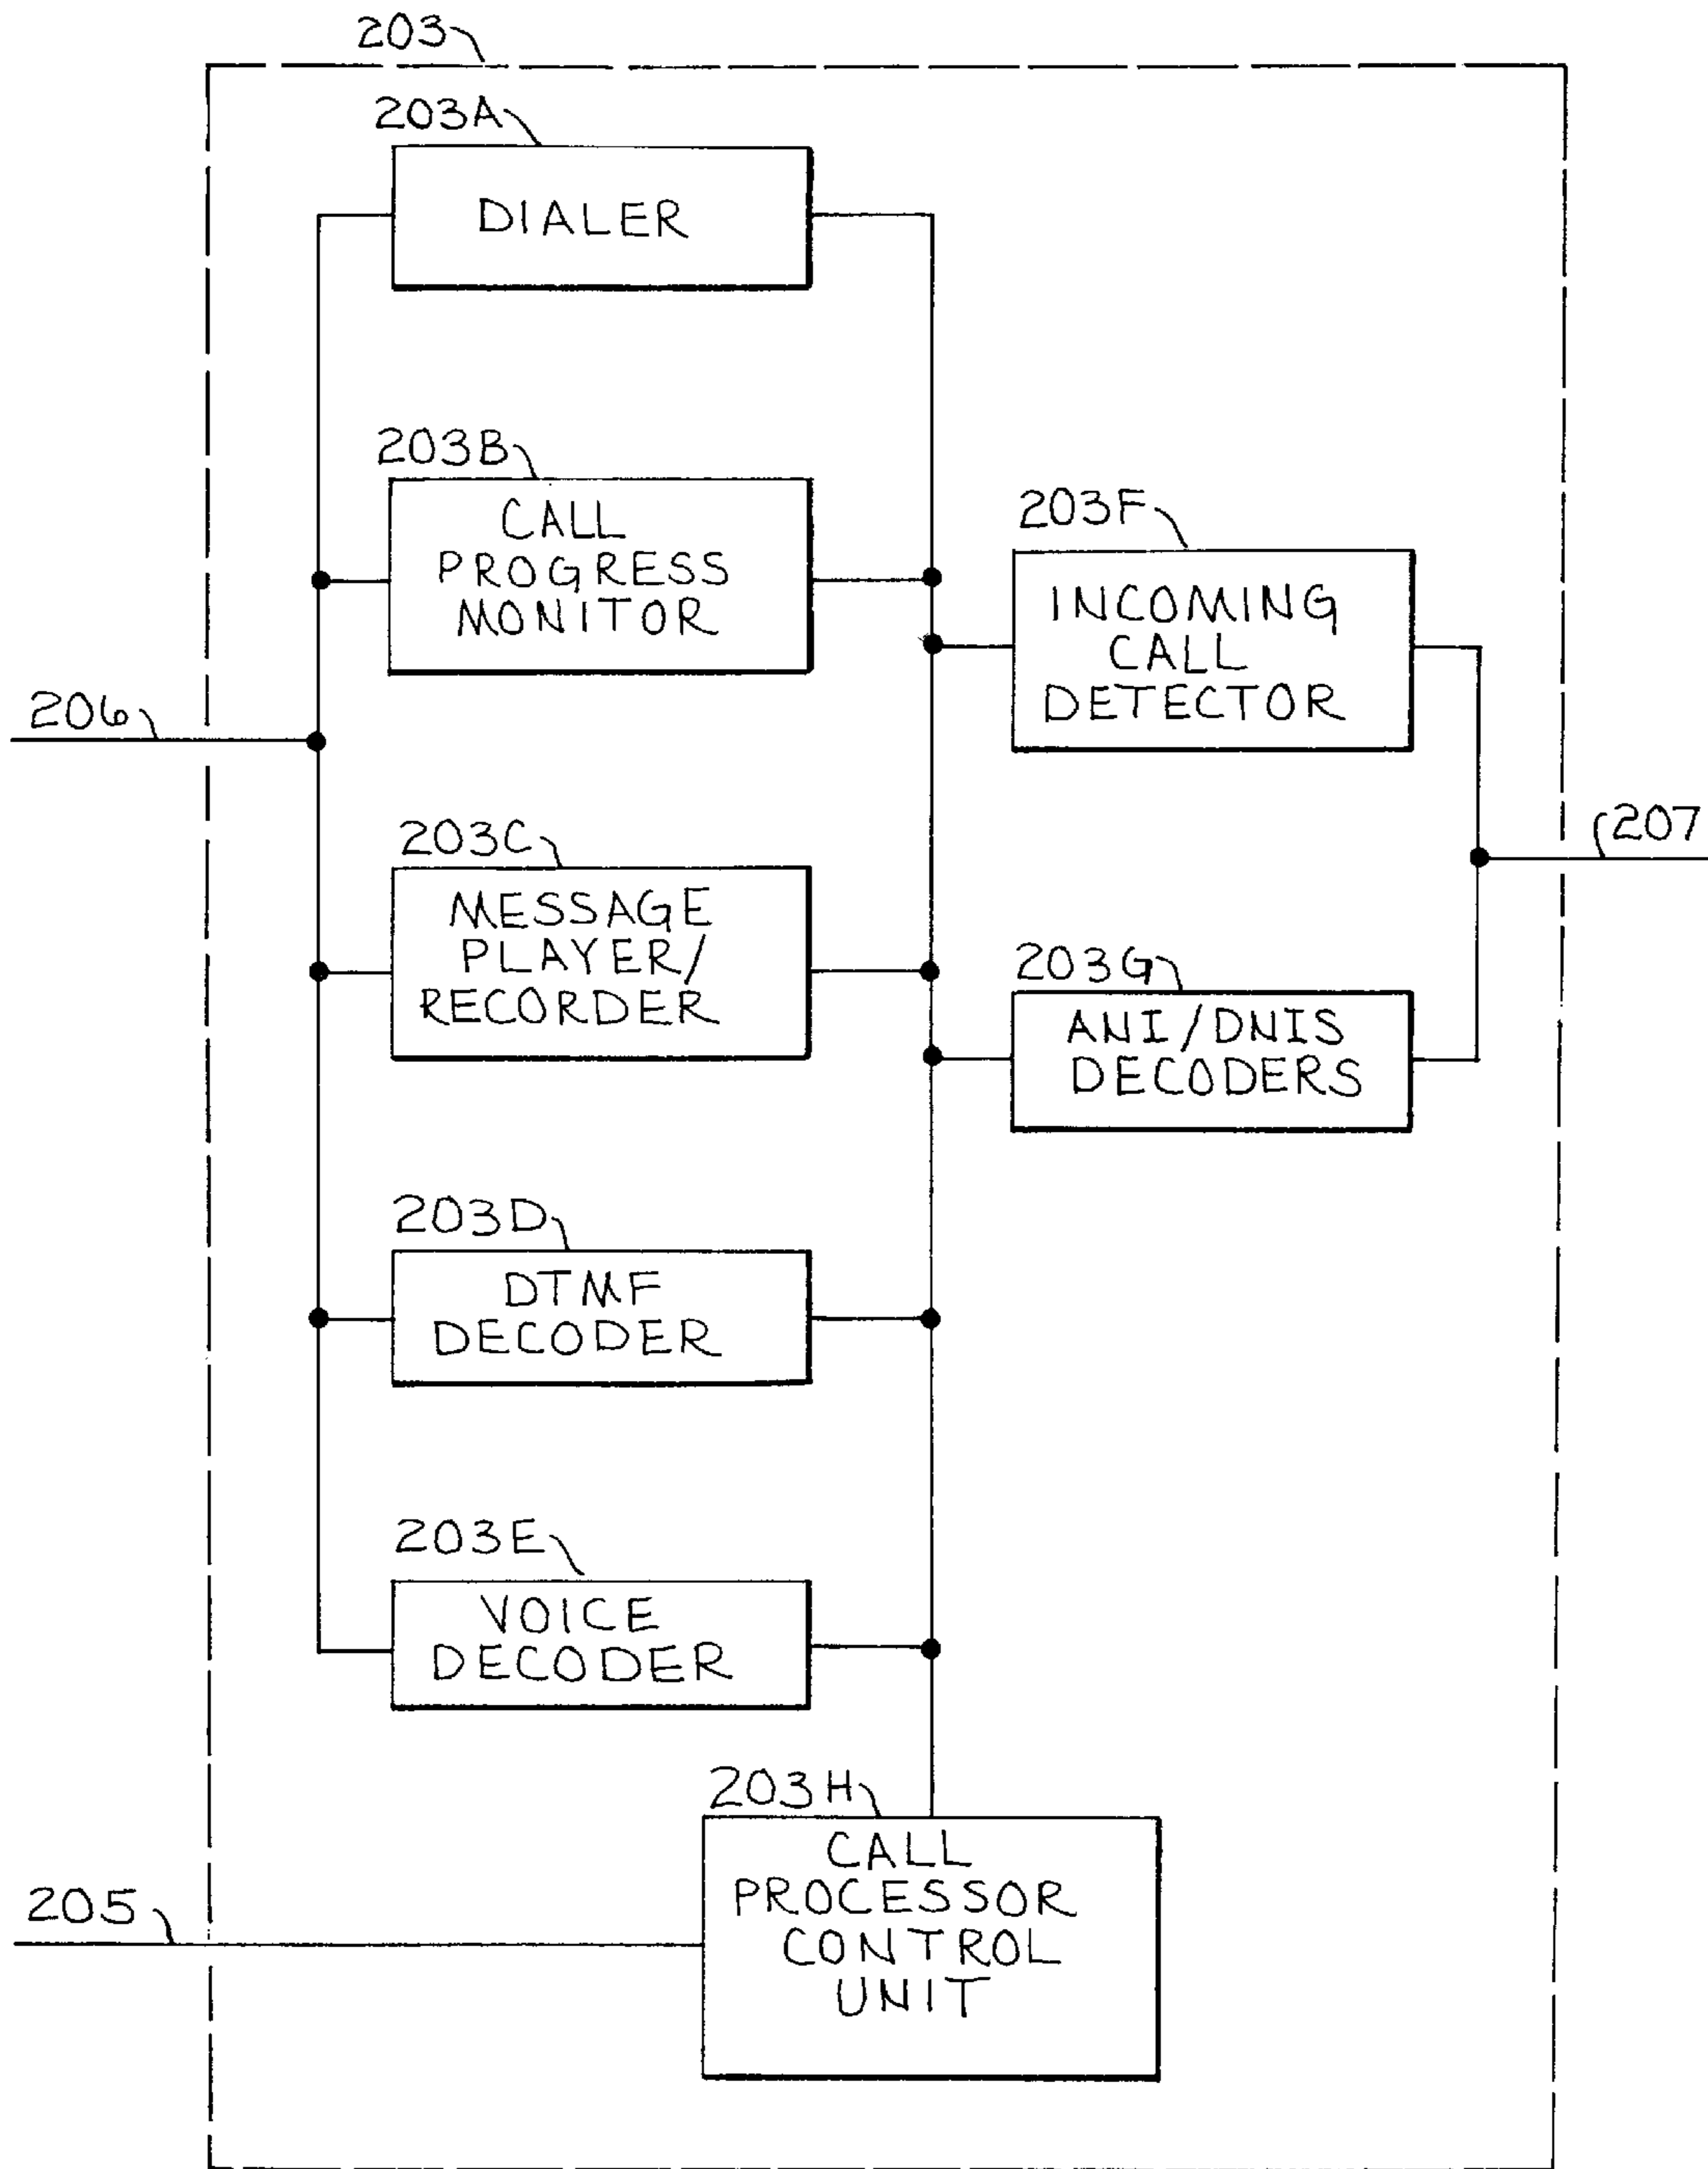 203
203A
DIALER
203B
CALL
PROGRESS
MONITOR
203F
INCOMING
CALL
DETECTOR
206
207
203C
MESSAGE
PLAYER/
RECORDER
203G
ANI/DNIS
DECODERS
203D
DTMF
DECODER
203E
VOICE
DECODER
203H
CALL
PROCESSOR
CONTROL
UNIT
205